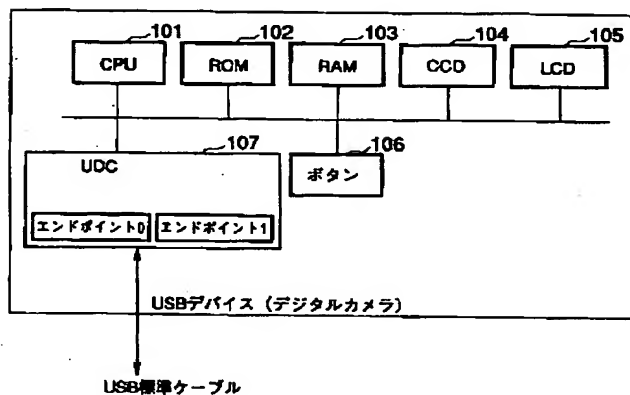 101 102 103 104 105
CPU ROM RAM CCD LCD
107 106
UDC
ボタン
エンドポイント0 エンドポイント1
USBデバイス（デジタルカメラ）
USB標準ケーブル